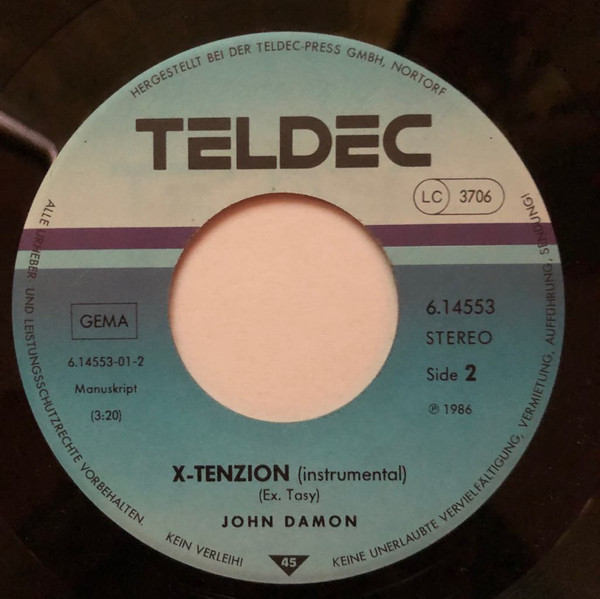 HERGESTELLT BEI DER TELDEC-PRESS GMBH, NORTORF
TELDEC
LC 3706
GEMA
6.14553-01-2
Manuskript
(3:20)
6.14553
STEREO
Side 2
℗ 1986
X-TENZION (instrumental)
(Ex. Tasy)
JOHN DAMON
ALLE URHEBER- UND LEISTUNGSSCHUTZRECHTE VORBEHALTEN.
KEIN VERLEIH!
45
KEINE UNERLAUBTE VERVIELFÄLTIGUNG, VERMIETUNG, AUFFÜHRUNG, SENDUNG!